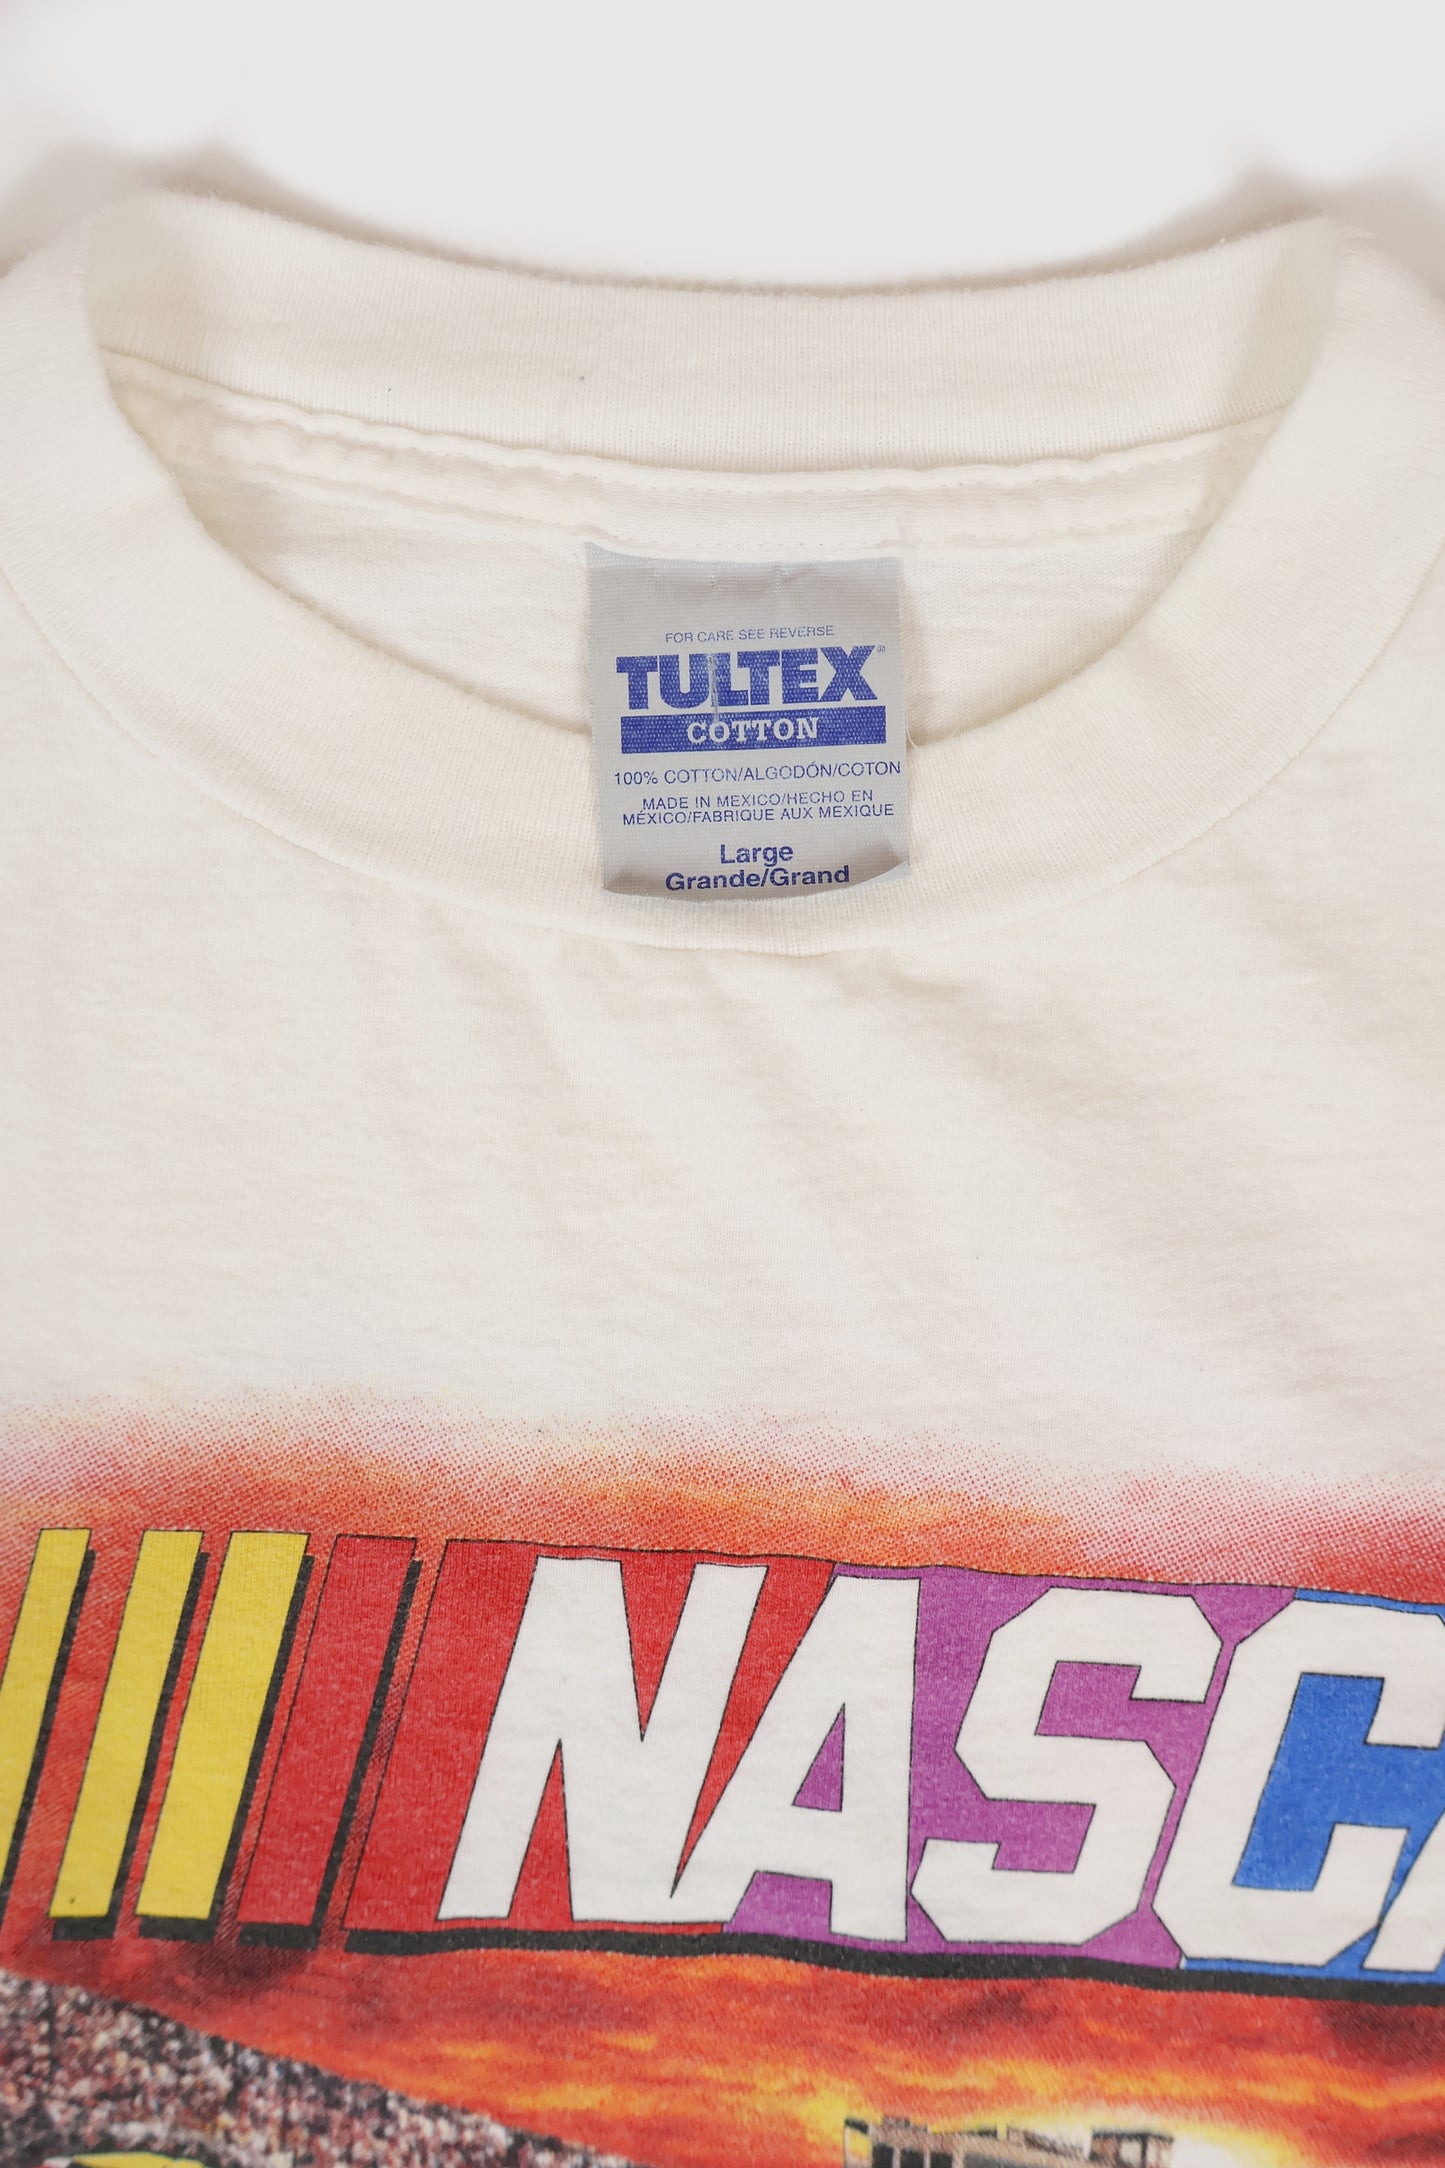 FOR CARE SEE REVERSE
TULTEX®
COTTON
100% COTTON/ALGODÓN/COTON
MADE IN MEXICO/HECHO EN
MÉXICO/FABRIQUE AUX MEXIQUE
Large
Grande/Grand
NASCA